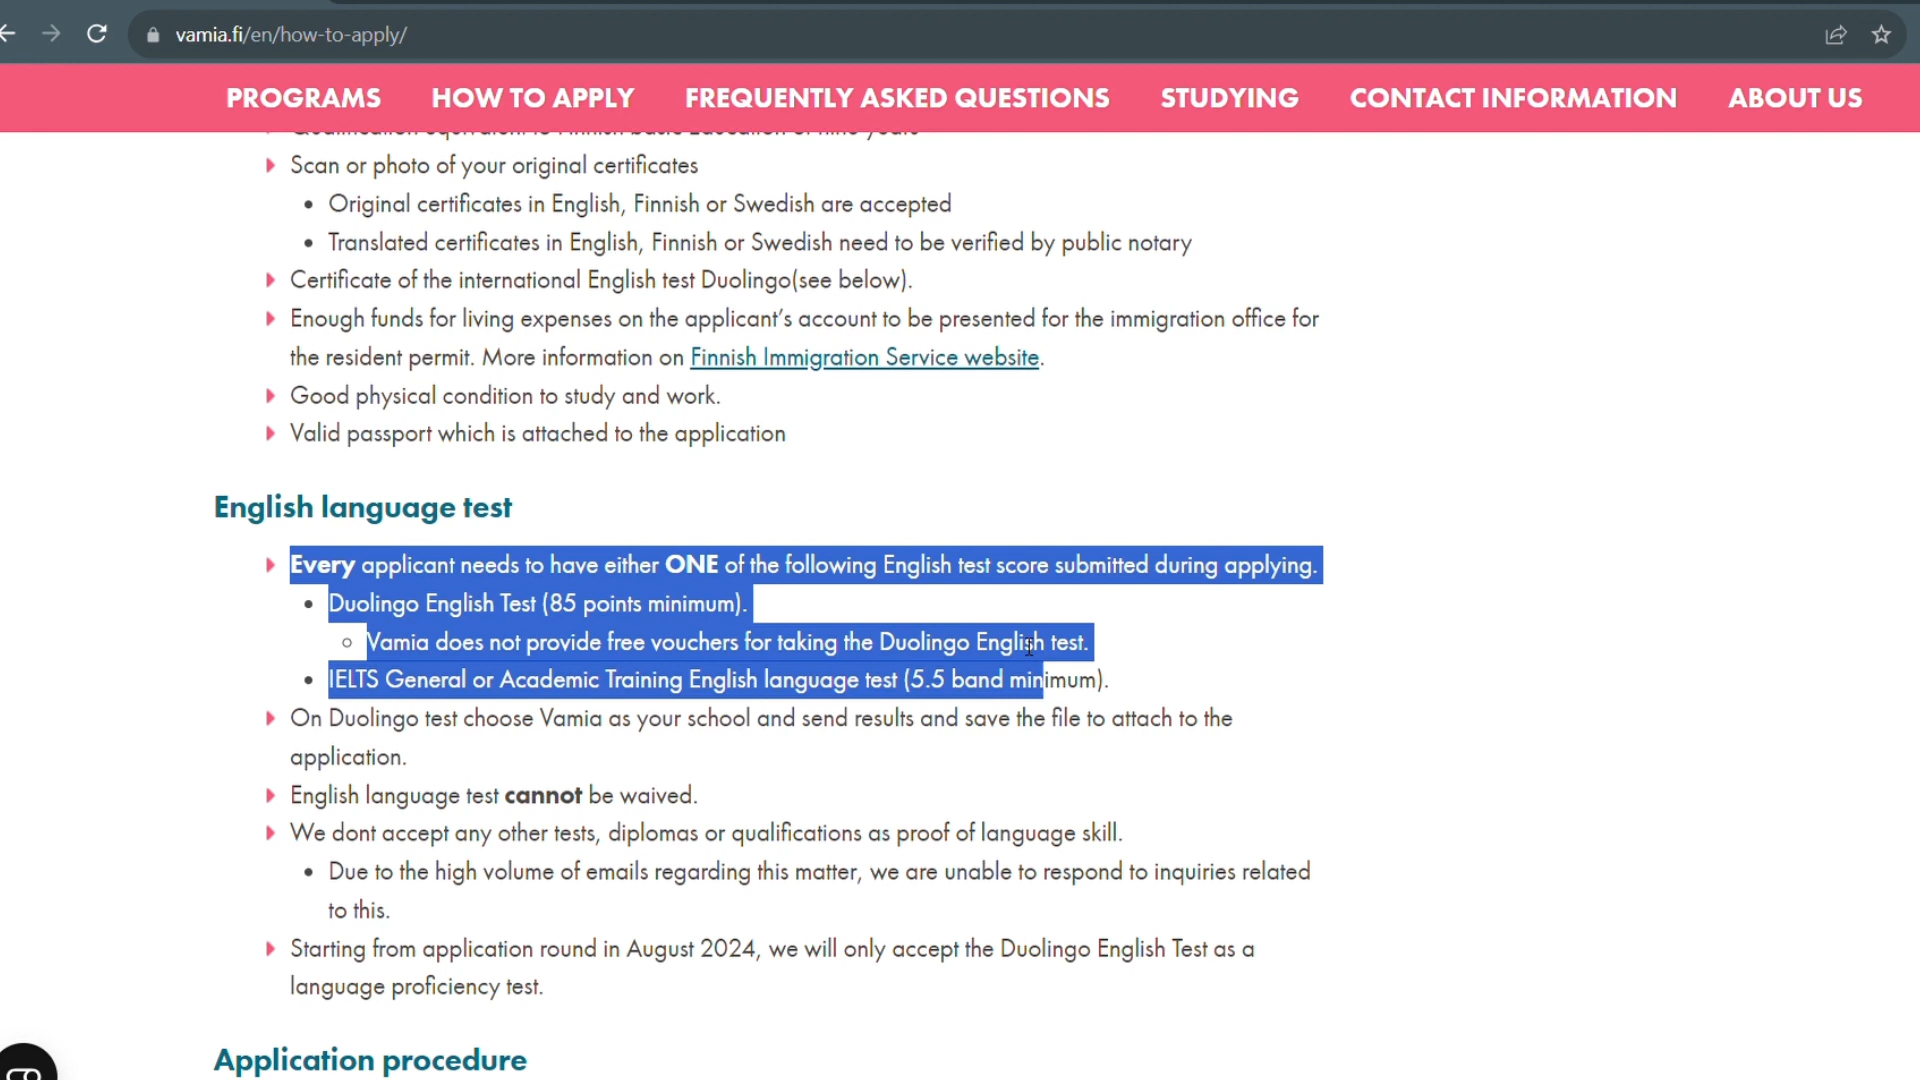 vamia.fi/en/how-to-apply/
PROGRAMS HOW TO APPLY FREQUENTLY ASKED QUESTIONS STUDYING CONTACT INFORMATION ABOUT US
Qualification equivalent to Finnish basic Education of nine years
Scan or photo of your original certificates
Original certificates in English, Finnish or Swedish are accepted
Translated certificates in English, Finnish or Swedish need to be verified by public notary
Certificate of the international English test Duolingo(see below).
Enough funds for living expenses on the applicant's account to be presented for the immigration office for
the resident permit. More information on Finnish Immigration Service website.
Good physical condition to study and work.
Valid passport which is attached to the application
English language test
Every applicant needs to have either ONE of the following English test score submitted during applying.
Duolingo English Test (85 points minimum).
Vamia does not provide free vouchers for taking the Duolingo English test.
IELTS General or Academic Training English language test (5.5 band minimum).
On Duolingo test choose Vamia as your school and send results and save the file to attach to the
application.
English language test cannot be waived.
We dont accept any other tests, diplomas or qualifications as proof of language skill.
Due to the high volume of emails regarding this matter, we are unable to respond to inquiries related
to this.
Starting from application round in August 2024, we will only accept the Duolingo English Test as a
language proficiency test.
Application procedure